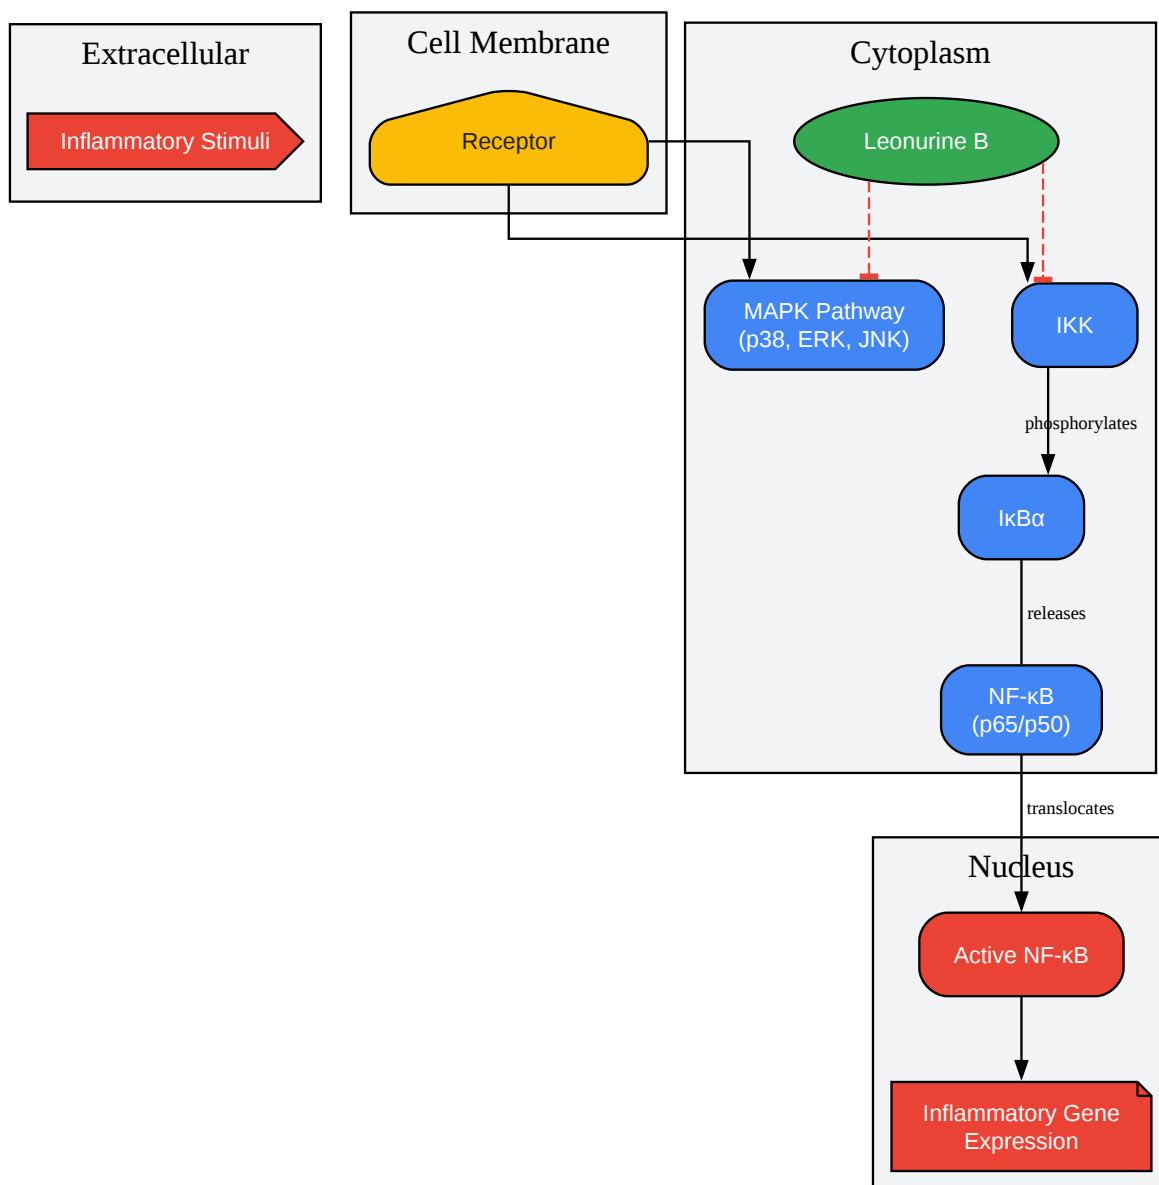 Extracellular
Inflammatory Stimuli
Cell Membrane
Receptor
Cytoplasm
Leonurine B
MAPK Pathway
(p38, ERK, JNK)
IKK
phosphorylates
IκBα
releases
NF-κB
(p65/p50)
translocates
Nucleus
Active NF-κB
Inflammatory Gene
Expression